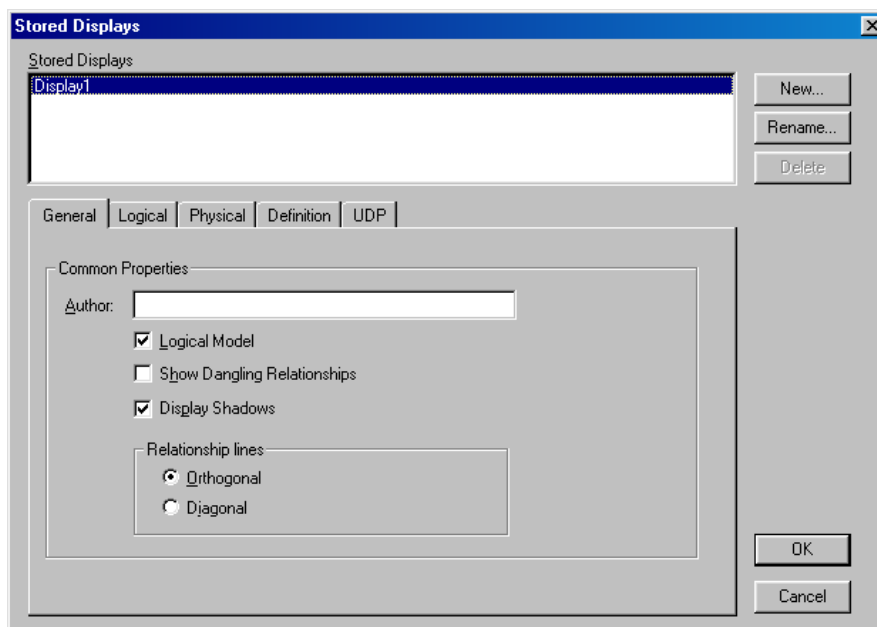 Stored Displays
Stored Displays
Display1
New...
Rename...
Delete
General Logical Physical Definition UDP
Common Properties
Author:
Logical Model
Show Dangling Relationships
Display Shadows
Relationship lines
Orthogonal
Diagonal
OK
Cancel